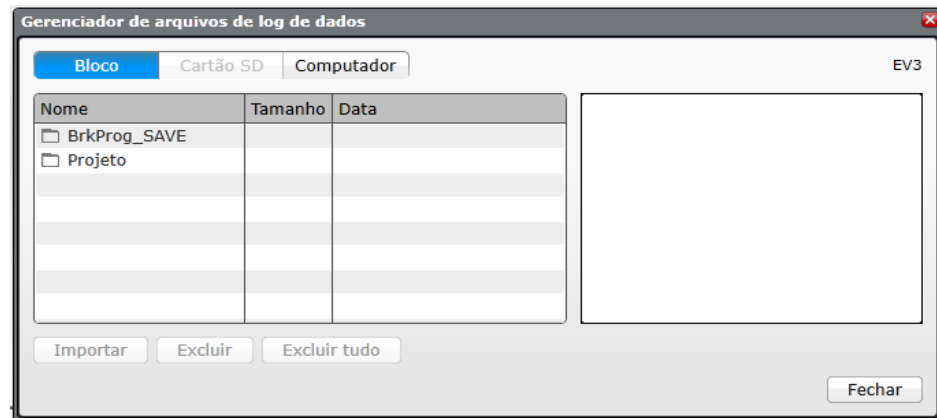 Gerenciador de arquivos de log de dados
Bloco Cartão SD Computador EV3
Nome Tamanho Data
BrkProg_SAVE
Projeto
Importar Excluir Excluir tudo
Fechar